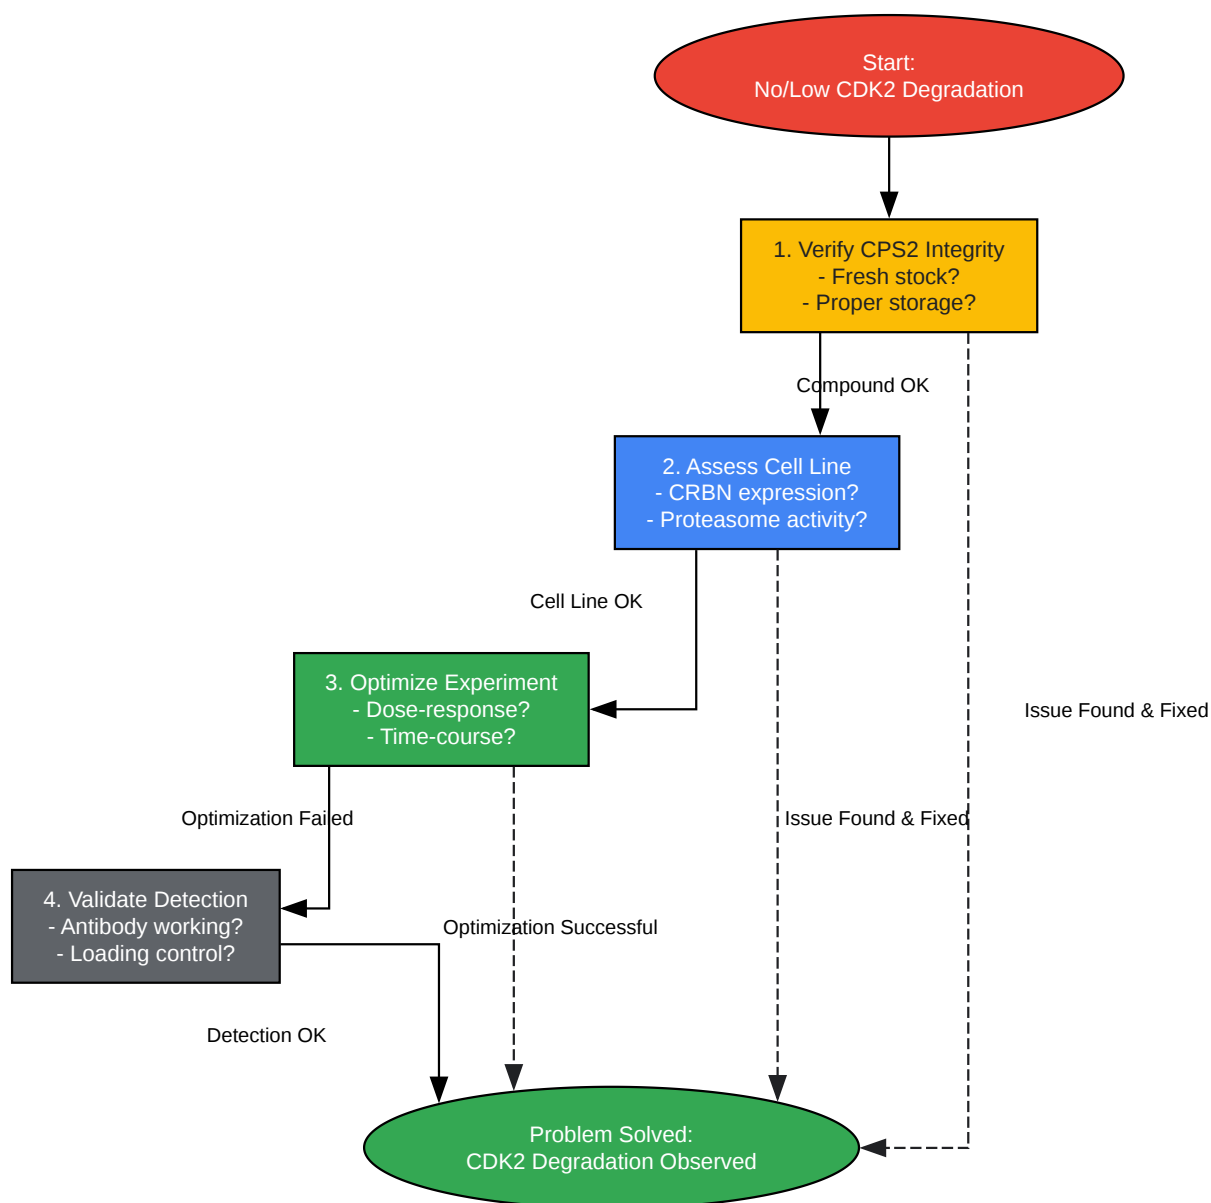 Start:
No/Low CDK2 Degradation
1. Verify CPS2 Integrity
- Fresh stock?
- Proper storage?
Compound OK
2. Assess Cell Line
- CRBN expression?
- Proteasome activity?
Cell Line OK
3. Optimize Experiment
- Dose-response?
- Time-course?
Issue Found & Fixed
Optimization Failed
Issue Found & Fixed
4. Validate Detection
- Antibody working?
- Loading control?
Optimization Successful
Detection OK
Problem Solved:
CDK2 Degradation Observed